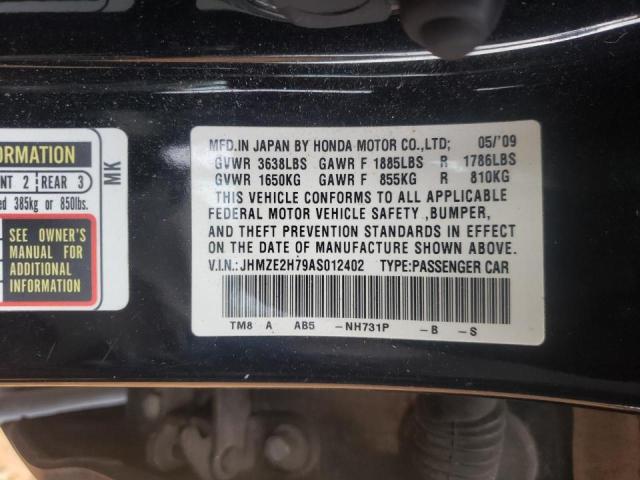 ORMATION
NT 2 REAR 3
ed 385kg or 850lbs.
SEE OWNER'S
MANUAL FOR
ADDITIONAL
INFORMATION
MK
MFD.IN JAPAN BY HONDA MOTOR CO.,LTD; 05/'09
GVWR 3638LBS GAWR F 1885LBS R 1786LBS
GVWR 1650KG GAWR F 855KG R 810KG
THIS VEHICLE CONFORMS TO ALL APPLICABLE
FEDERAL MOTOR VEHICLE SAFETY ,BUMPER,
AND THEFT PREVENTION STANDARDS IN EFFECT
ON THE DATE OF MANUFACTURE SHOWN ABOVE.
V.I.N.:JHMZE2H79AS012402 TYPE:PASSENGER CAR
TM8 A AB5 -NH731P -B -S